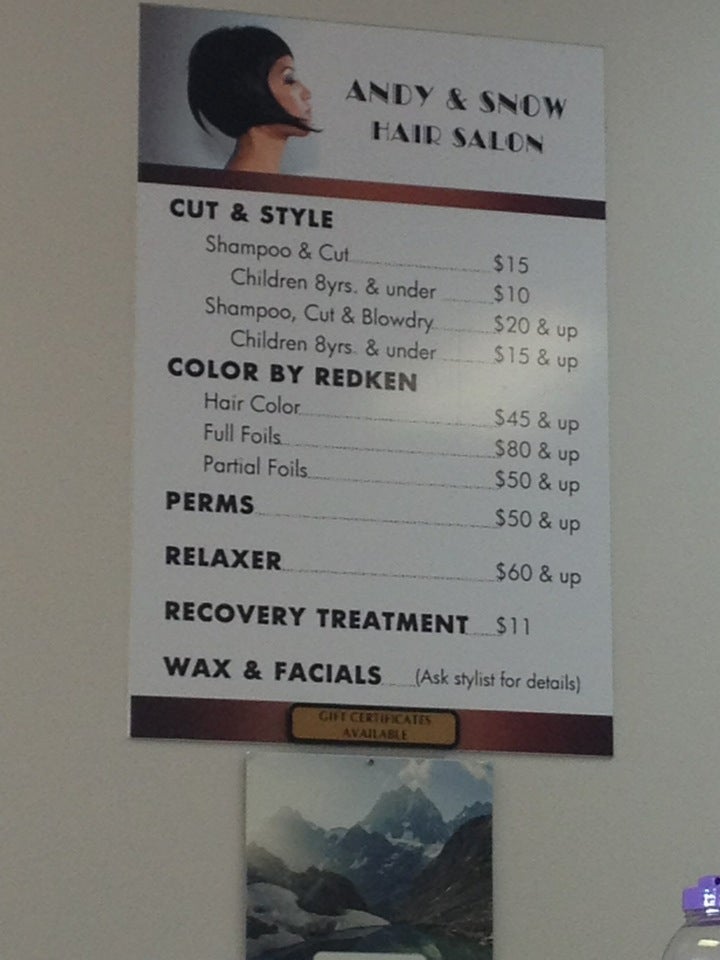 ANDY & SNOW
HAIR SALON
CUT & STYLE
Shampoo & Cut $15
Children 8yrs. & under $10
Shampoo, Cut & Blowdry $20 & up
Children 8yrs. & under $15 & up
COLOR BY REDKEN
Hair Color $45 & up
Full Foils $80 & up
Partial Foils $50 & up
PERMS $50 & up
RELAXER $60 & up
RECOVERY TREATMENT $11
WAX & FACIALS (Ask stylist for details)
GIFT CERTIFICATES
AVAILABLE